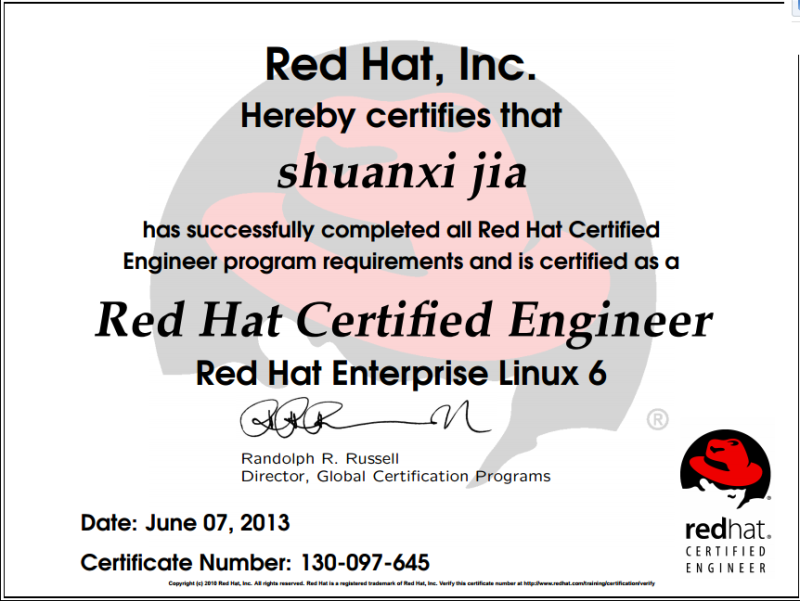 Red Hat, Inc.
Hereby certifies that
shuanxi jia
has successfully completed all Red Hat Certified
Engineer program requirements and is certified as a
Red Hat Certified Engineer
Red Hat Enterprise Linux 6
®
Randolph R. Russell
Director, Global Certification Programs
Date: June 07, 2013
Certificate Number: 130-097-645
redhat.
CERTIFIED
ENGINEER
Copyright (c) 2010 Red Hat, Inc. All rights reserved. Red Hat is a registered trademark of Red Hat, Inc. Verify this certificate number at http://www.redhat.com/training/certification/verify